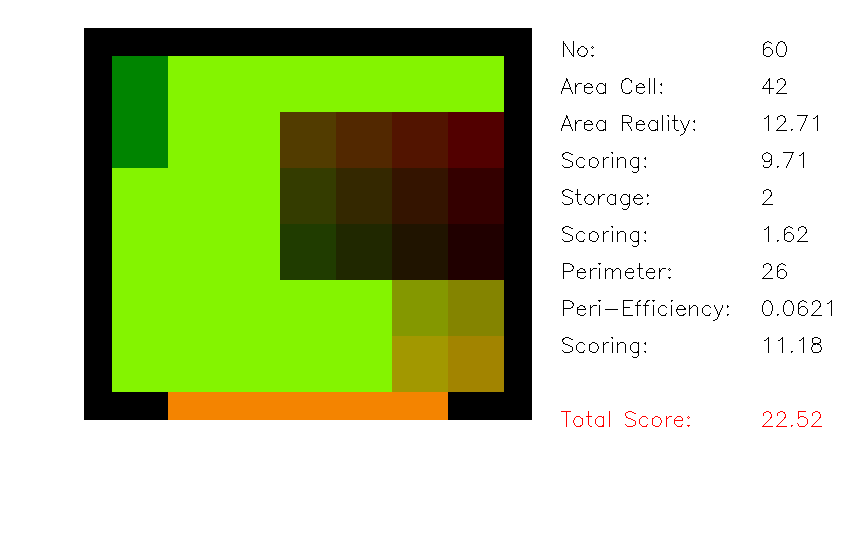 No: 60
Area Cell: 42
Area Reality: 12.71
Scoring: 9.71
Storage: 2
Scoring: 1.62
Perimeter: 26
Peri-Efficiency: 0.0621
Scoring: 11.18
Total Score: 22.52